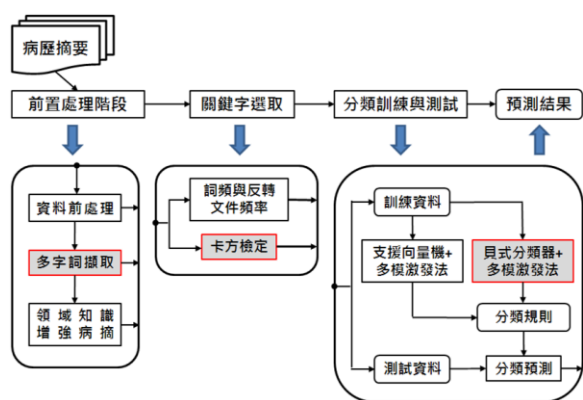 病歷摘要
前置處理階段
關鍵字選取
分類訓練與測試
預測結果
資料前處理
多字詞擷取
領域知識
增強病摘
詞頻與反轉
文件頻率
卡方檢定
訓練資料
支援向量機+
多模激發法
貝式分類器+
多模激發法
分類規則
測試資料
分類預測